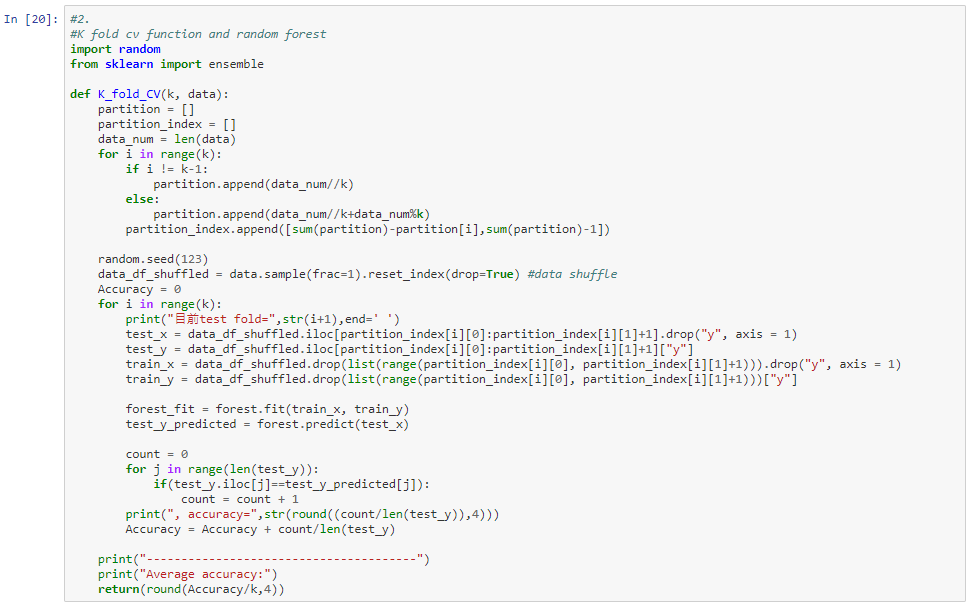 In [20]:
#2.
#K fold cv function and random forest
import random
from sklearn import ensemble

def K_fold_CV(k, data):
    partition = []
    partition_index = []
    data_num = len(data)
    for i in range(k):
        if i != k-1:
            partition.append(data_num//k)
        else:
            partition.append(data_num//k+data_num%k)
        partition_index.append([sum(partition)-partition[i],sum(partition)-1])

    random.seed(123)
    data_df_shuffled = data.sample(frac=1).reset_index(drop=True) #data shuffle
    Accuracy = 0
    for i in range(k):
        print("目前test fold=",str(i+1),end=' ')
        test_x = data_df_shuffled.iloc[partition_index[i][0]:partition_index[i][1]+1].drop("y", axis = 1)
        test_y = data_df_shuffled.iloc[partition_index[i][0]:partition_index[i][1]+1]["y"]
        train_x = data_df_shuffled.drop(list(range(partition_index[i][0], partition_index[i][1]+1))).drop("y", axis = 1)
        train_y = data_df_shuffled.drop(list(range(partition_index[i][0], partition_index[i][1]+1)))["y"]

        forest_fit = forest.fit(train_x, train_y)
        test_y_predicted = forest.predict(test_x)

        count = 0
        for j in range(len(test_y)):
            if(test_y.iloc[j]==test_y_predicted[j]):
                count = count + 1
        print(", accuracy=",str(round((count/len(test_y)),4)))
        Accuracy = Accuracy + count/len(test_y)

    print("---------------------------------------")
    print("Average accuracy:")
    return(round(Accuracy/k,4))